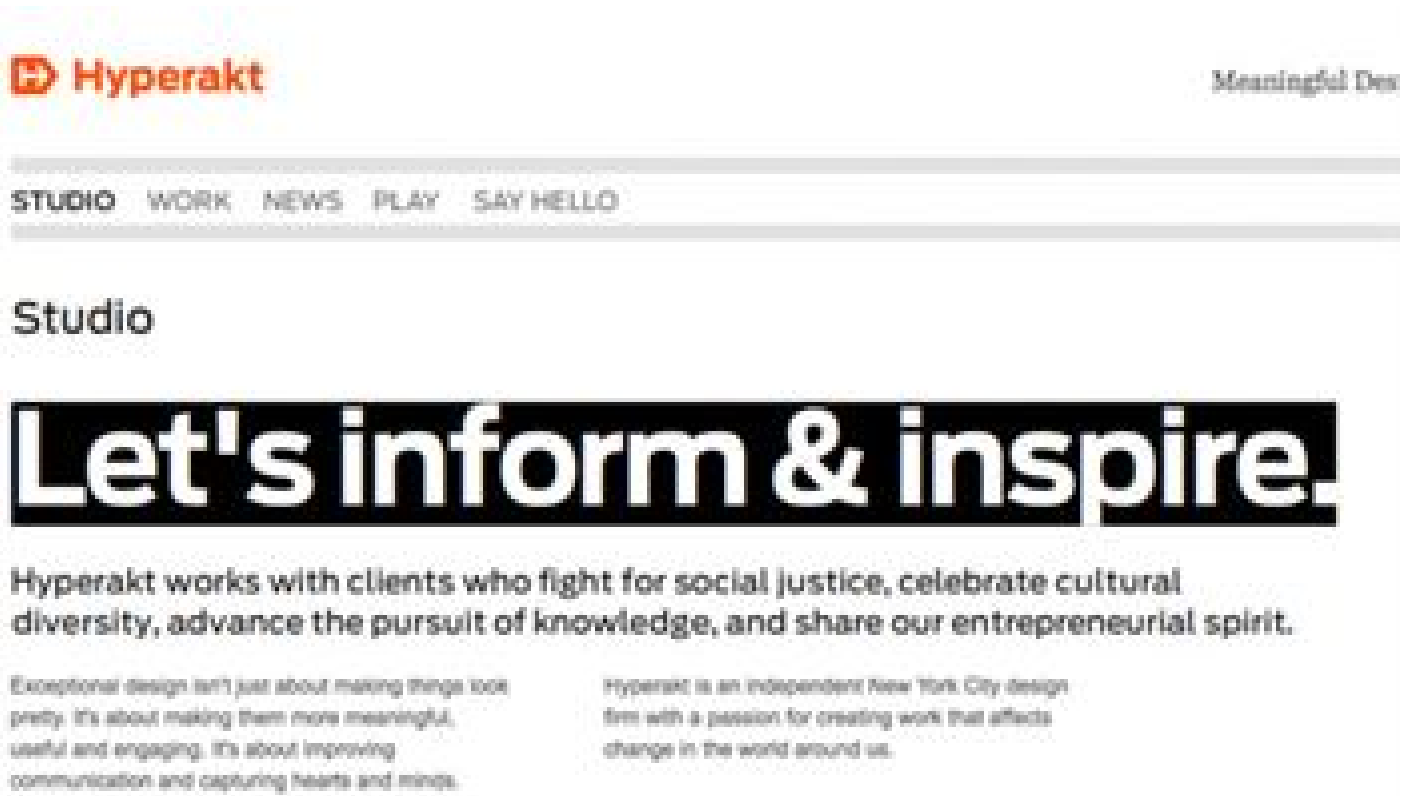 Hyperakt
Meaningful Des
STUDIO WORK NEWS PLAY SAY HELLO
Studio
Let's inform & inspire.
Hyperakt works with clients who fight for social justice, celebrate cultural
diversity, advance the pursuit of knowledge, and share our entrepreneurial spirit.
Exceptional design isn't just about making things look
pretty. It's about making them more meaningful,
useful and engaging. It's about improving
communication and capturing hearts and minds.
Hyperakt is an independent New York City design
firm with a passion for creating work that affects
change in the world around us.